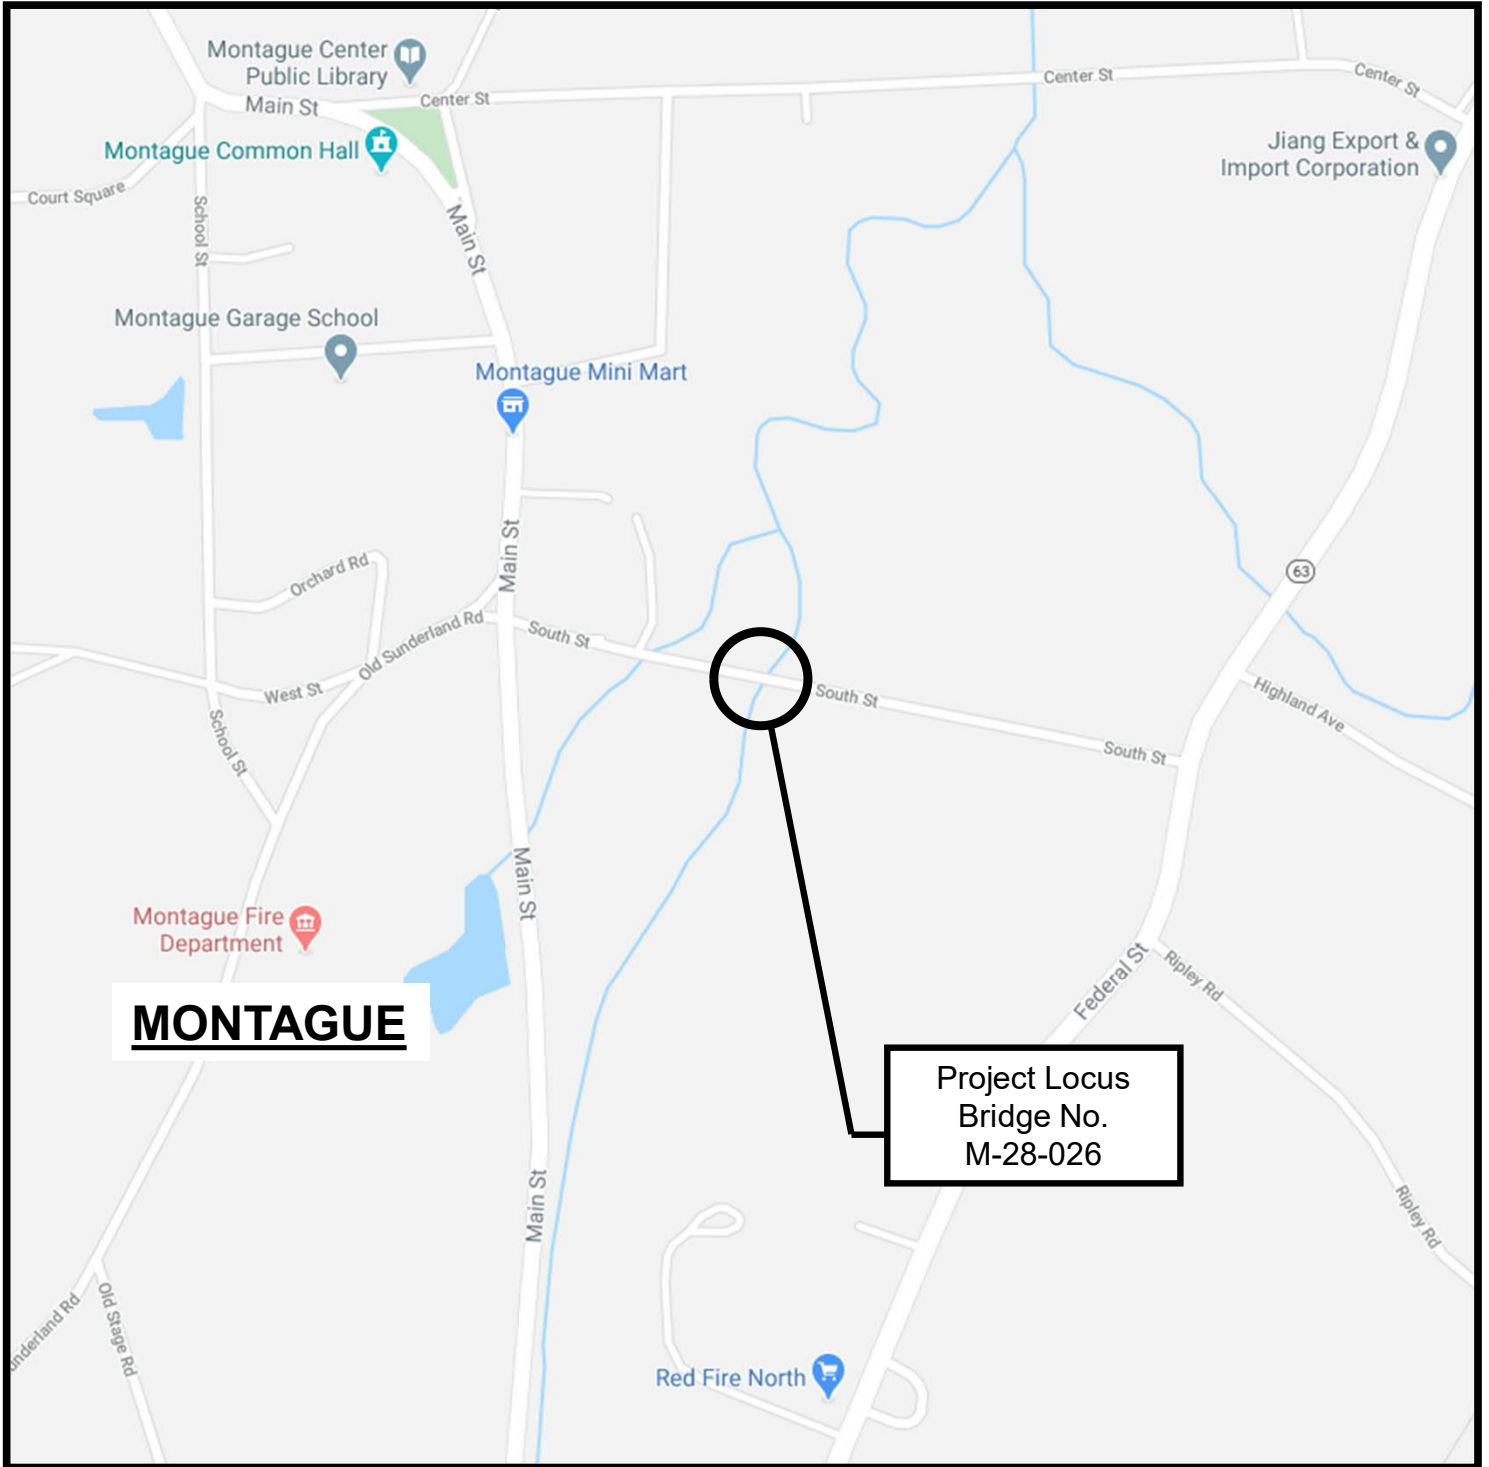 Montague Center
Public Library
Main St
Center St
Center St
Center St
Montague Common Hall
Jiang Export &
Import Corporation
Court Square
School St
Main St
Montague Garage School
Montague Mini Mart
Main St
Orchard Rd
63
Old Sunderland Rd
South St
West St
South St
Highland Ave
School St
South St
Main St
Montague Fire
Department
Federal St
Ripley Rd
MONTAGUE
Project Locus
Bridge No.
M-28-026
Main St
Ripley Rd
underland Rd
Old Stage Rd
Red Fire North